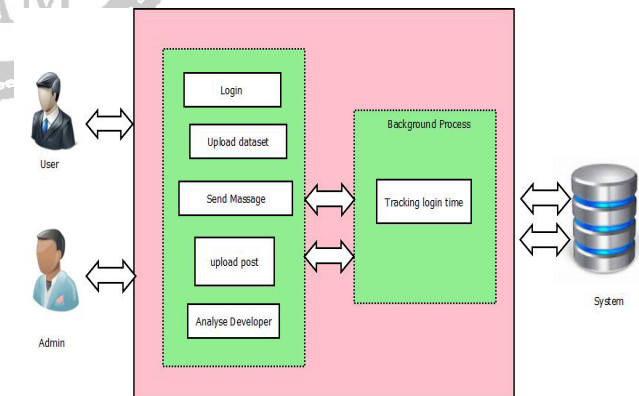 Login
Upload dataset
Send Massage
upload post
Analyse Developer
Background Process
Tracking login time
User
Admin
System